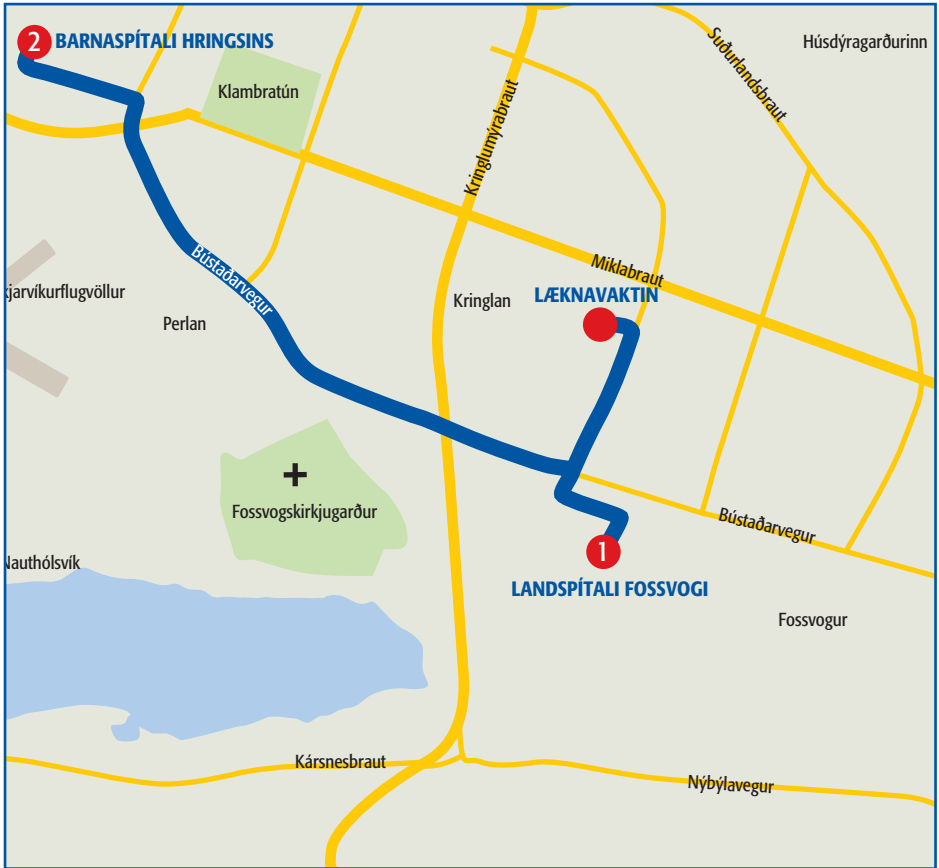 2 BARNASPÍTALI HRINGSINS
Húsdýragarðurinn
Suðurlandsbraut
Klambratún
Kringlumýrabraut
Miklabraut
Bústaðarvegur
kjarvíkurflugvöllur
LÆKNAVAKTIN
Kringlan
Perlan
Fossvogskirkjugarður
Bústaðarvegur
1
Nauthólsvík
LANDSPÍTALI FOSSVOGI
Fossvogur
Kársnesbraut
Nýbýlavegur